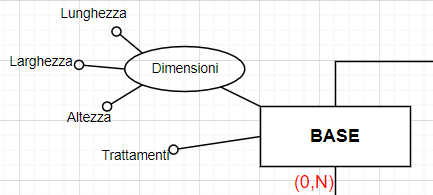 Lunghezza
Larghezza
Dimensioni
Altezza
Trattamenti
BASE
(0,N)